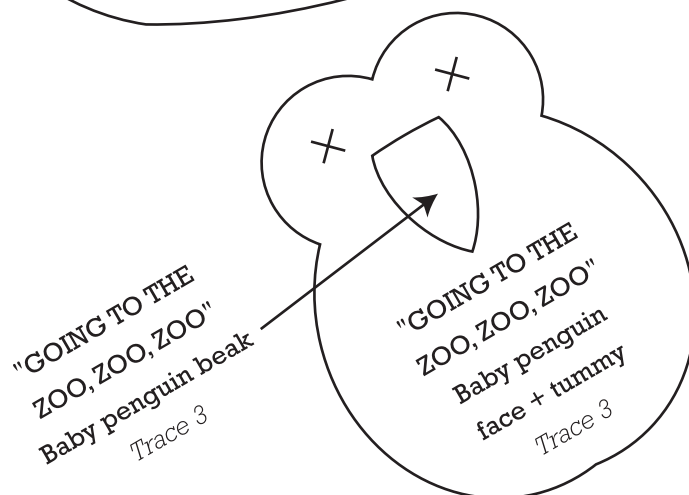 "GOING TO THE
ZOO, ZOO, ZOO"
Baby penguin beak
Trace 3
"GOING TO THE
ZOO, ZOO, ZOO"
Baby penguin
face + tummy
Trace 3